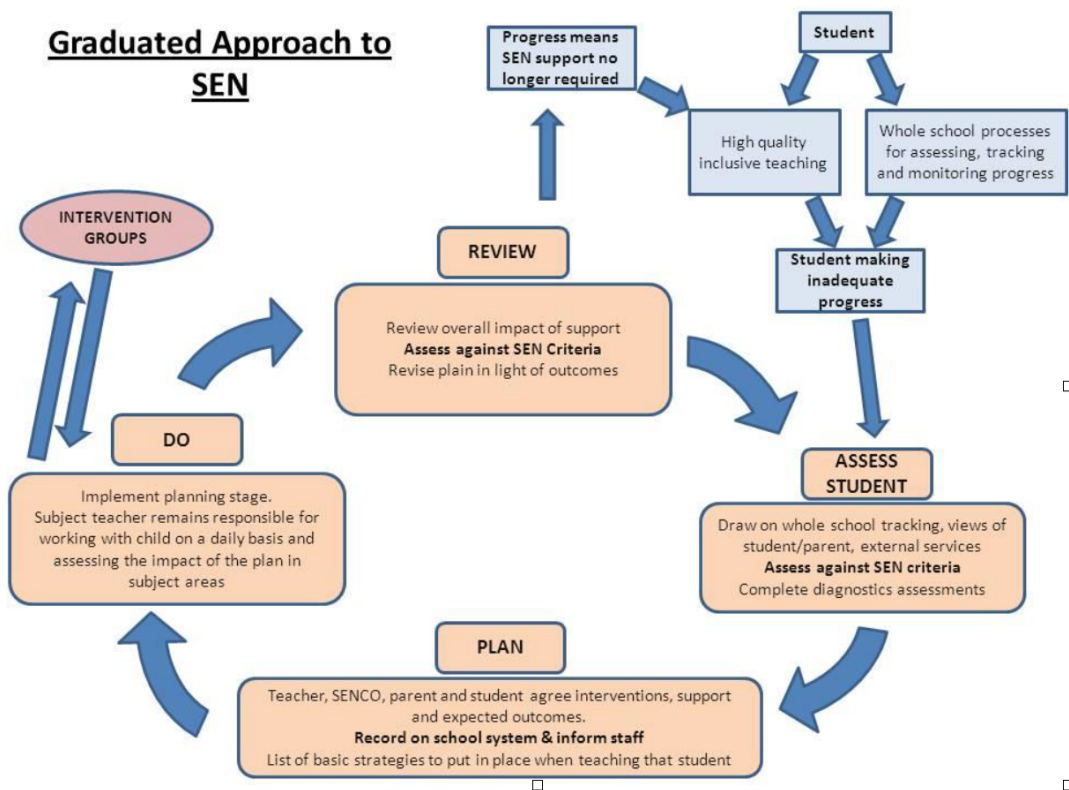 Graduated Approach to
SEN
Progress means
SEN support no
longer required
Student
High quality
inclusive teaching
Whole school processes
for assessing, tracking
and monitoring progress
Student making
inadequate
progress
INTERVENTION
GROUPS
REVIEW
Review overall impact of support
Assess against SEN Criteria
Revise plain in light of outcomes
DO
Implement planning stage.
Subject teacher remains responsible for
working with child on a daily basis and
assessing the impact of the plan in
subject areas
ASSESS
STUDENT
Draw on whole school tracking, views of
student/parent, external services
Assess against SEN criteria
Complete diagnostics assessments
PLAN
Teacher, SENCO, parent and student agree interventions, support
and expected outcomes.
Record on school system & inform staff
List of basic strategies to put in place when teaching that student